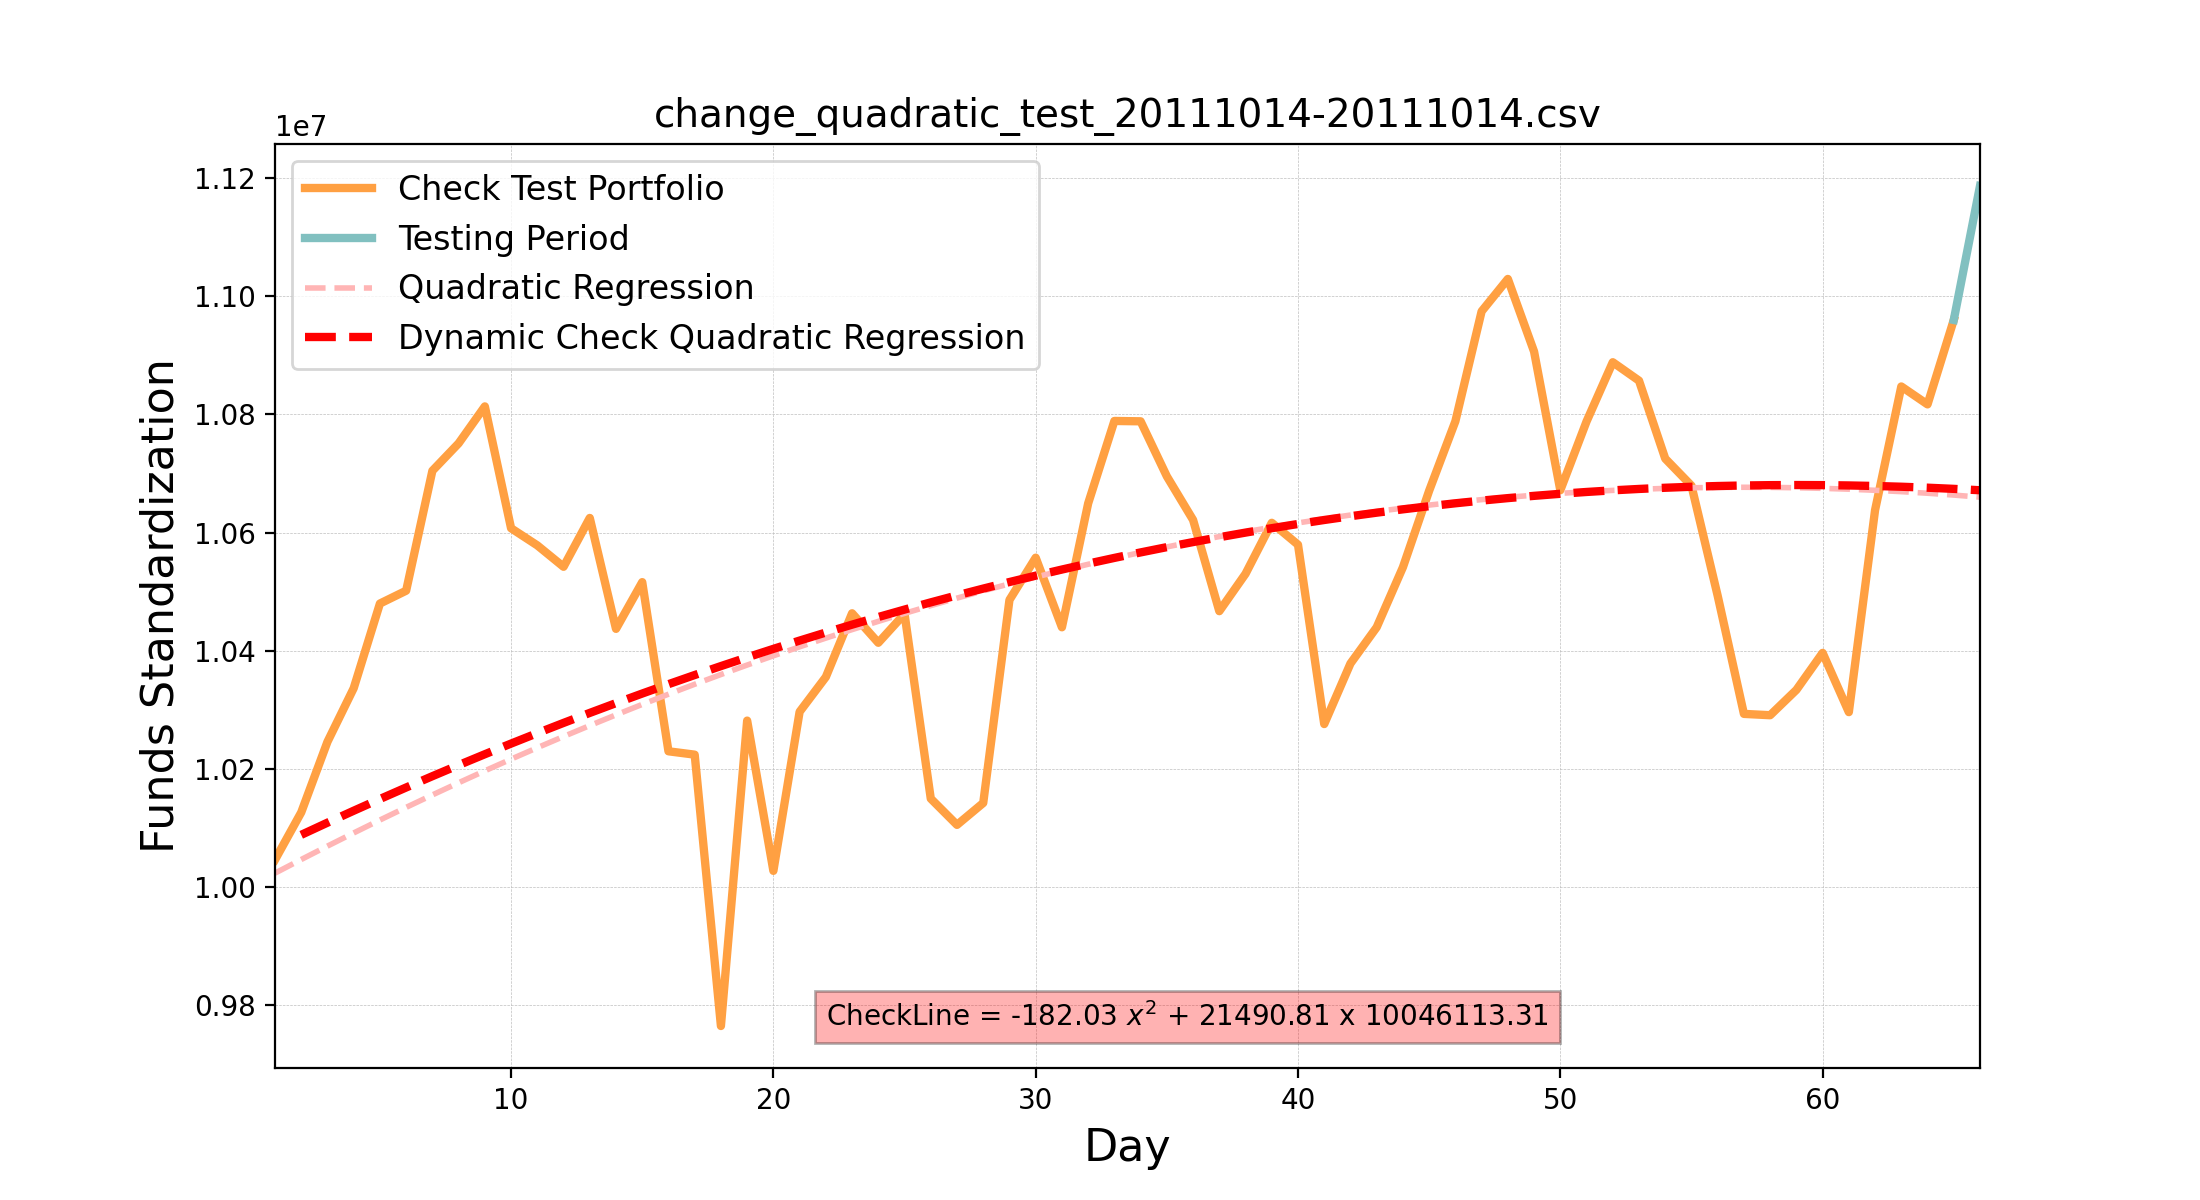 change_quadratic_test_20111014-20111014.csv
1e7
Check Test Portfolio
Testing Period
Quadratic Regression
Dynamic Check Quadratic Regression
1.12
1.10
1.08
1.06
1.04
1.02
1.00
0.98
Funds Standardization
CheckLine = -182.03 x² + 21490.81 x 10046113.31
10 20 30 40 50 60
Day